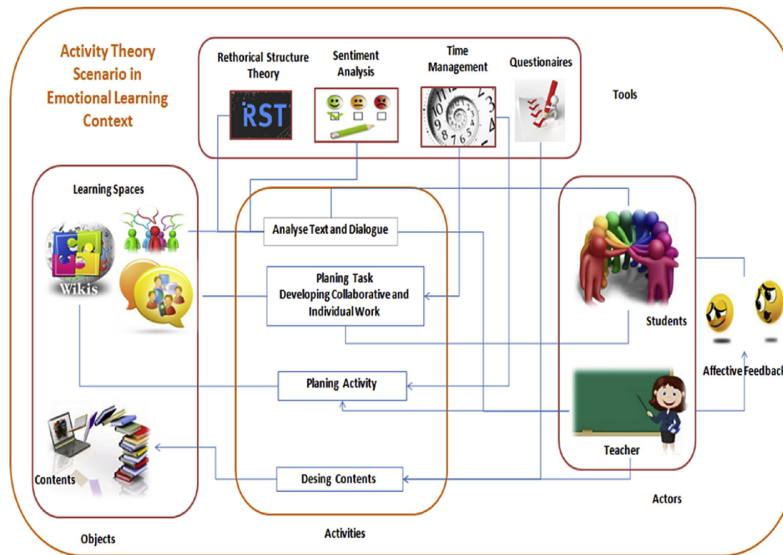 Activity Theory
Scenario in
Emotional Learning
Context
Rethorical Structure
Theory
Sentiment
Analysis
Time
Management
Questionaires
RST
Tools
Learning Spaces
Wikis
Analyse Text and Dialogue
Planing Task
Developing Collaborative and
Individual Work
Students
Planing Activity
Affective Feedback
Teacher
Contents
Desing Contents
Actors
Objects
Activities